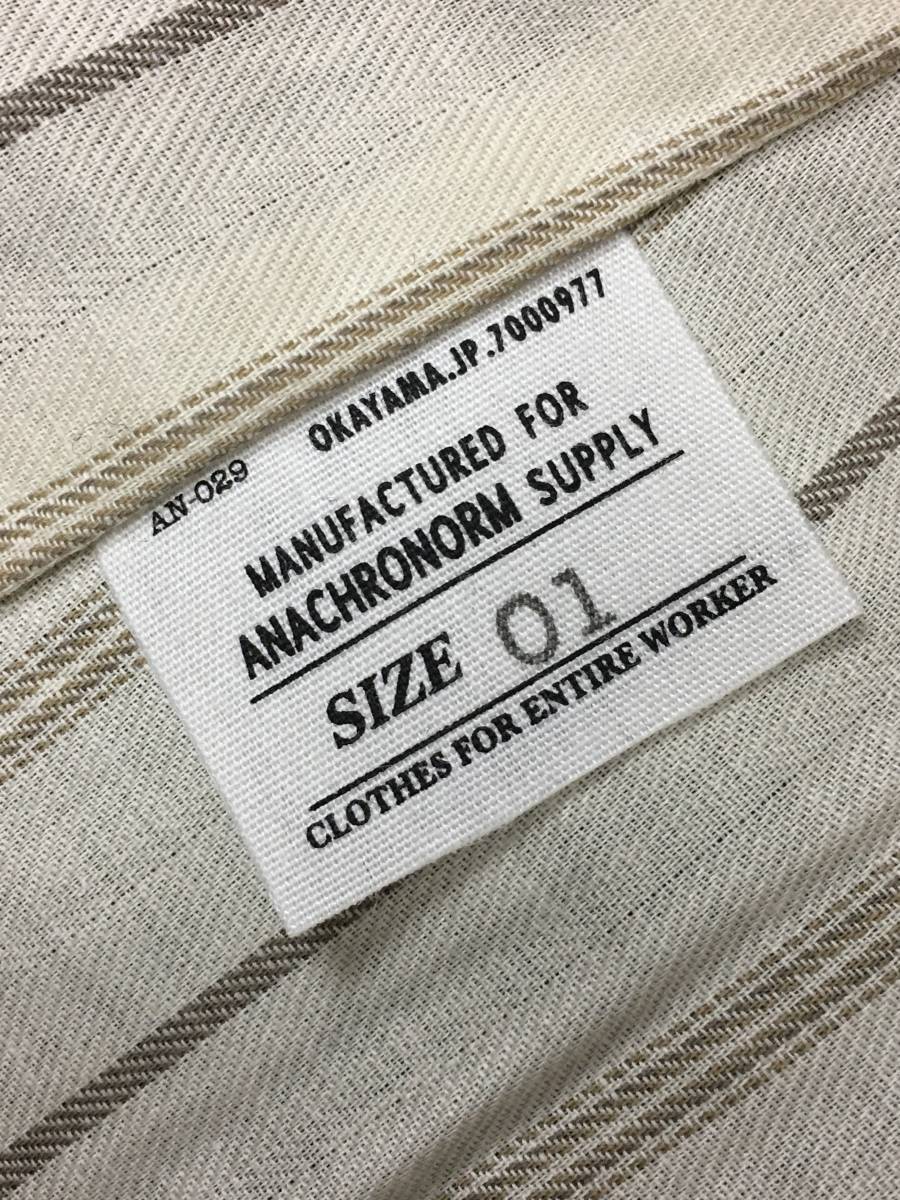 AN-029
OKAYAMA.JP.7000977
MANUFACTURED FOR
ANACHRONORM SUPPLY
SIZE 01
CLOTHES FOR ENTIRE WORKER